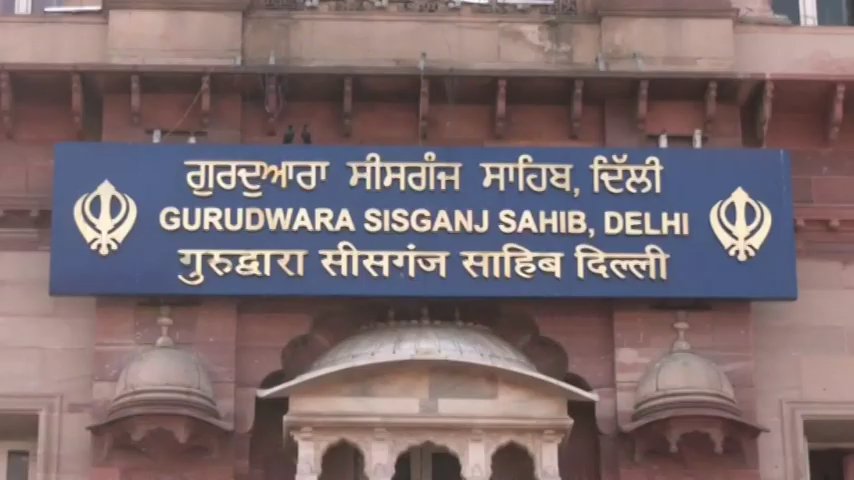 ਗੁਰਦੁਆਰਾ ਸੀਸਗੰਜ ਸਾਹਿਬ, ਦਿੱਲੀ
GURUDWARA SISGANJ SAHIB, DELHI
गुरुद्वारा सीसगंज साहिब दिल्ली